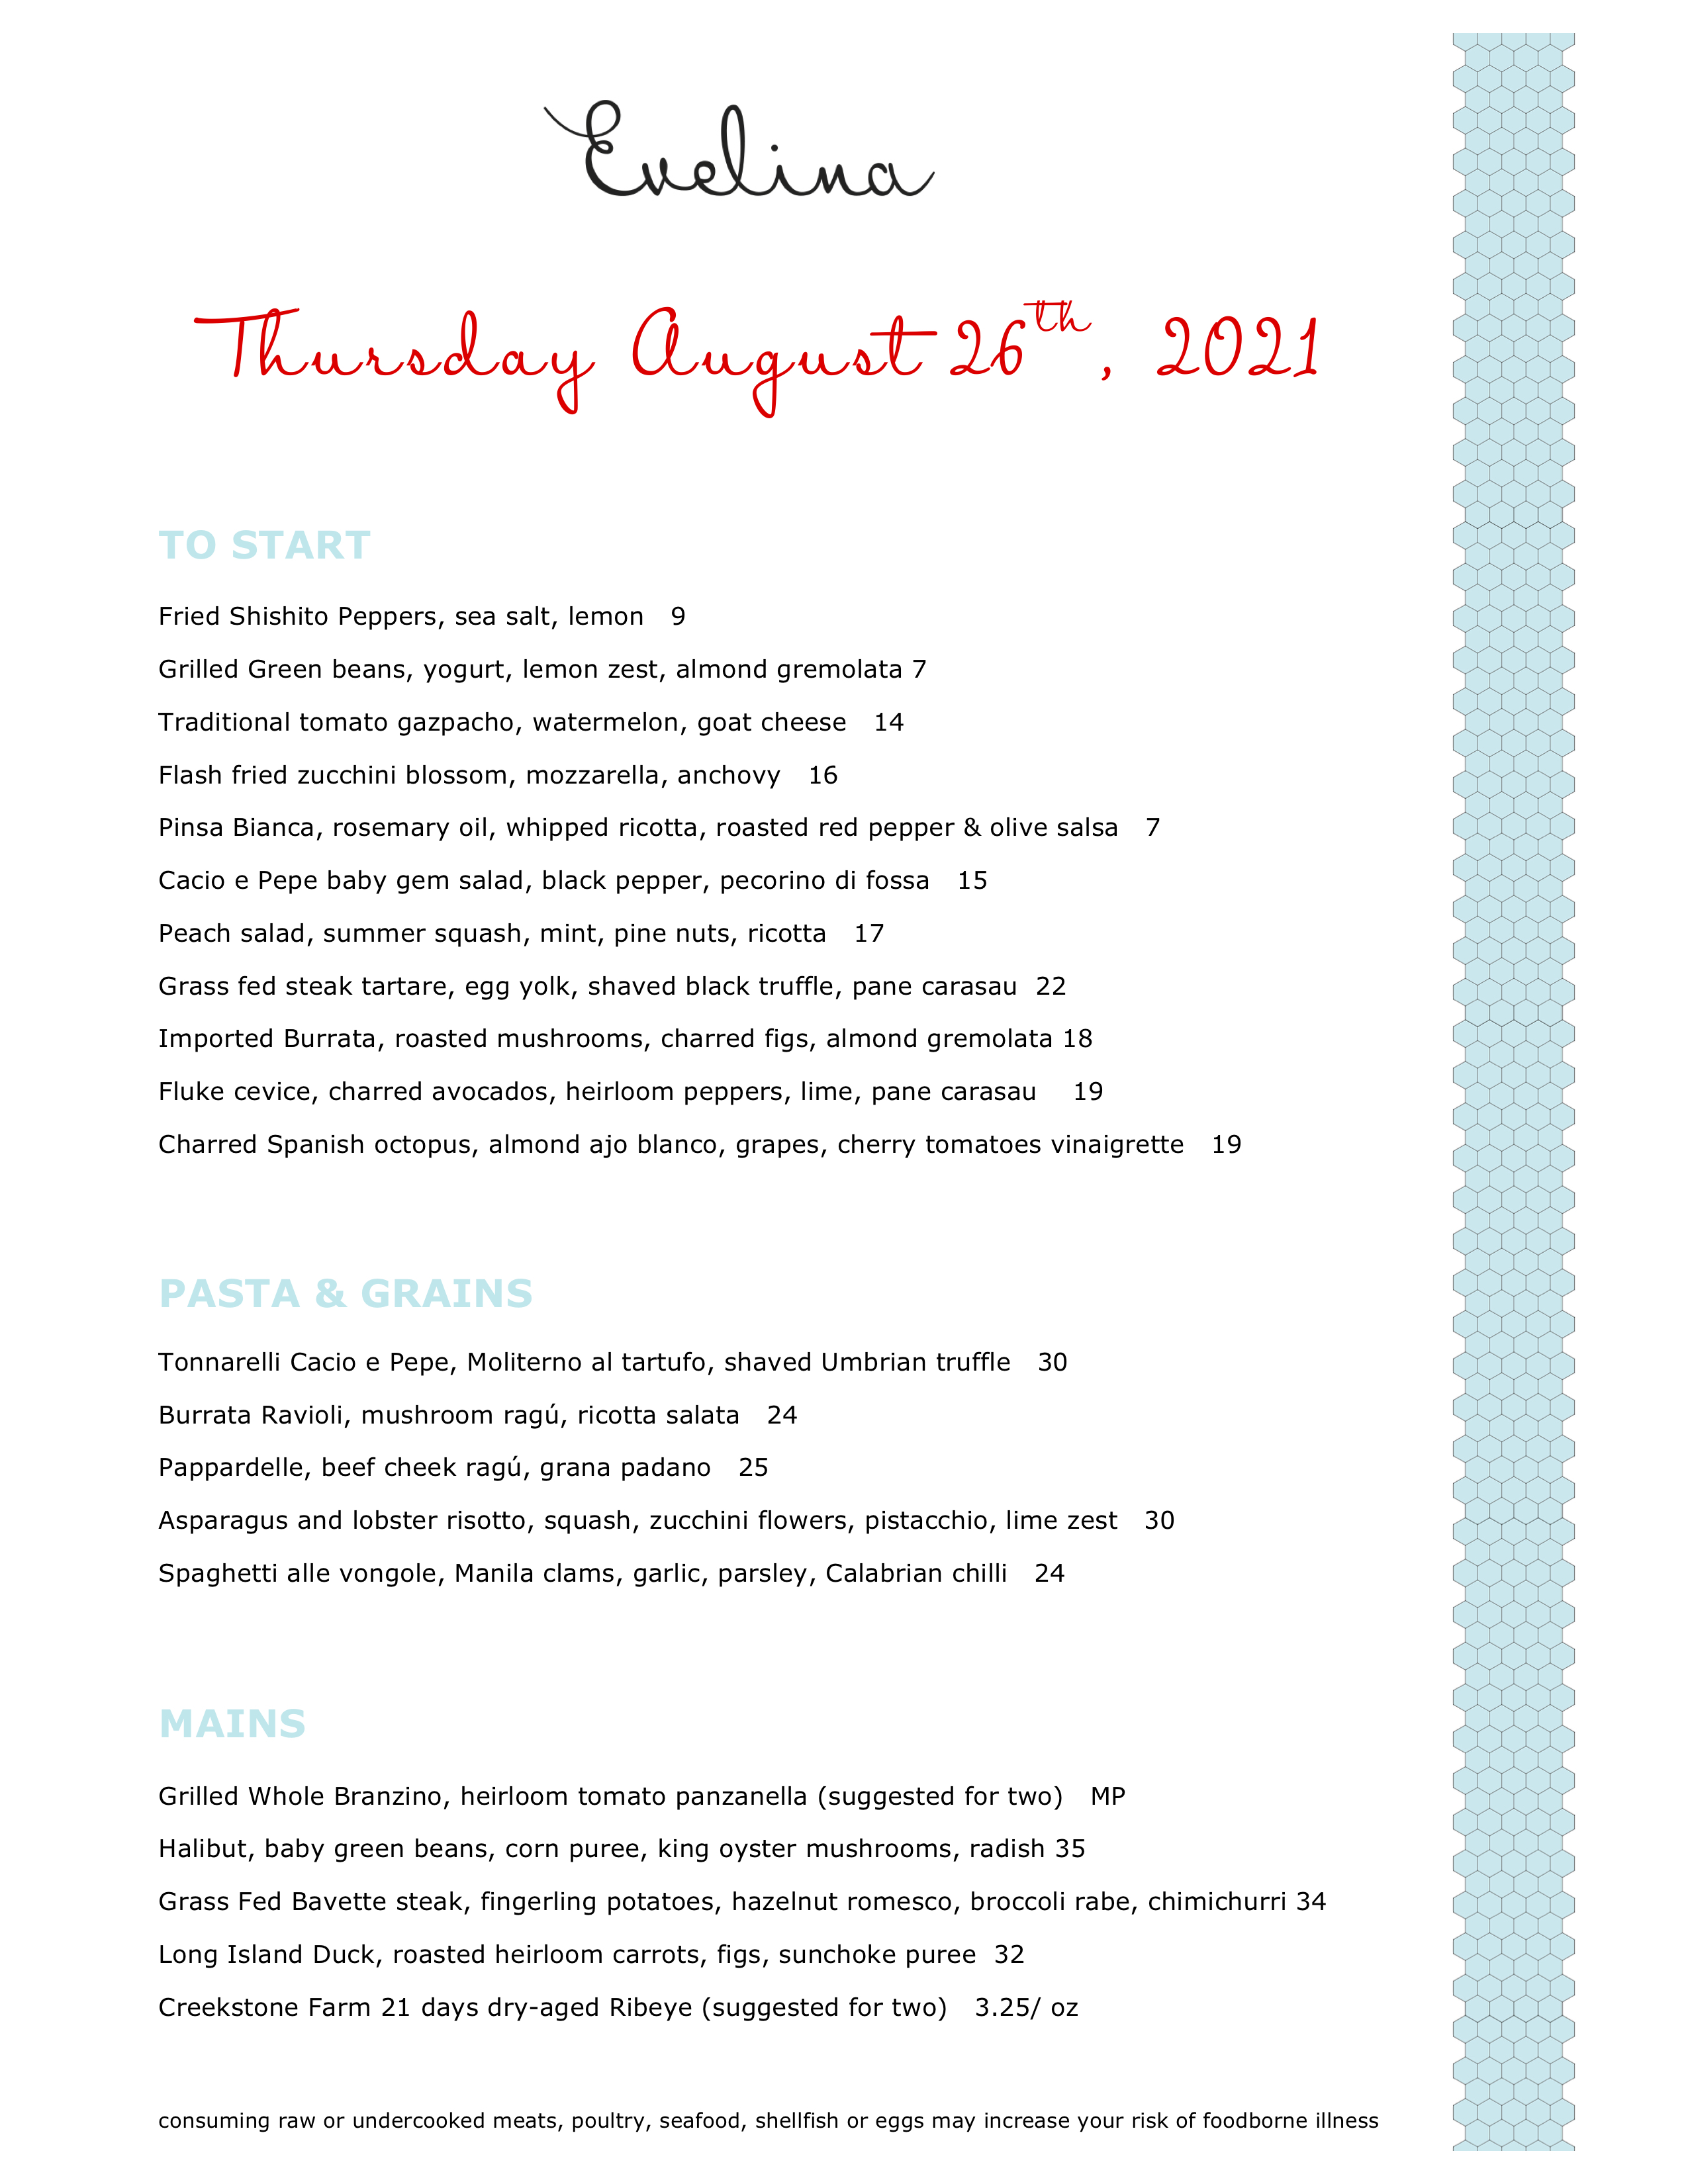 Evelina
Thursday August 26th, 2021
TO START
Fried Shishito Peppers, sea salt, lemon 9
Grilled Green beans, yogurt, lemon zest, almond gremolata 7
Traditional tomato gazpacho, watermelon, goat cheese 14
Flash fried zucchini blossom, mozzarella, anchovy 16
Pinsa Bianca, rosemary oil, whipped ricotta, roasted red pepper & olive salsa 7
Cacio e Pepe baby gem salad, black pepper, pecorino di fossa 15
Peach salad, summer squash, mint, pine nuts, ricotta 17
Grass fed steak tartare, egg yolk, shaved black truffle, pane carasau 22
Imported Burrata, roasted mushrooms, charred figs, almond gremolata 18
Fluke cevice, charred avocados, heirloom peppers, lime, pane carasau 19
Charred Spanish octopus, almond ajo blanco, grapes, cherry tomatoes vinaigrette 19
PASTA & GRAINS
Tonnarelli Cacio e Pepe, Moliterno al tartufo, shaved Umbrian truffle 30
Burrata Ravioli, mushroom ragú, ricotta salata 24
Pappardelle, beef cheek ragú, grana padano 25
Asparagus and lobster risotto, squash, zucchini flowers, pistacchio, lime zest 30
Spaghetti alle vongole, Manila clams, garlic, parsley, Calabrian chilli 24
MAINS
Grilled Whole Branzino, heirloom tomato panzanella (suggested for two) MP
Halibut, baby green beans, corn puree, king oyster mushrooms, radish 35
Grass Fed Bavette steak, fingerling potatoes, hazelnut romesco, broccoli rabe, chimichurri 34
Long Island Duck, roasted heirloom carrots, figs, sunchoke puree 32
Creekstone Farm 21 days dry-aged Ribeye (suggested for two) 3.25/ oz
consuming raw or undercooked meats, poultry, seafood, shellfish or eggs may increase your risk of foodborne illness